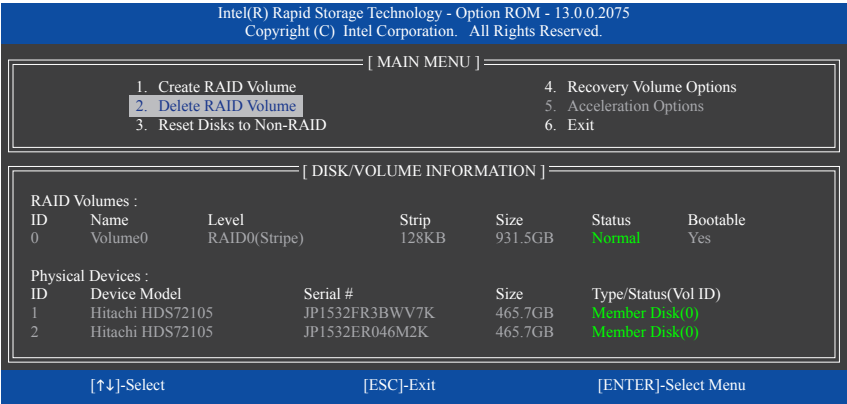 Intel(R) Rapid Storage Technology - Option ROM - 13.0.0.2075
Copyright (C) Intel Corporation. All Rights Reserved.
[ MAIN MENU ]
1. Create RAID Volume 4. Recovery Volume Options
2. Delete RAID Volume 5. Acceleration Options
3. Reset Disks to Non-RAID 6. Exit
[ DISK/VOLUME INFORMATION ]
RAID Volumes :
ID Name Level Strip Size Status Bootable
0 Volume0 RAID0(Stripe) 128KB 931.5GB Normal Yes
Physical Devices :
ID Device Model Serial # Size Type/Status(Vol ID)
1 Hitachi HDS72105 JP1532FR3BWV7K 465.7GB Member Disk(0)
2 Hitachi HDS72105 JP1532ER046M2K 465.7GB Member Disk(0)
[↑↓]-Select [ESC]-Exit [ENTER]-Select Menu